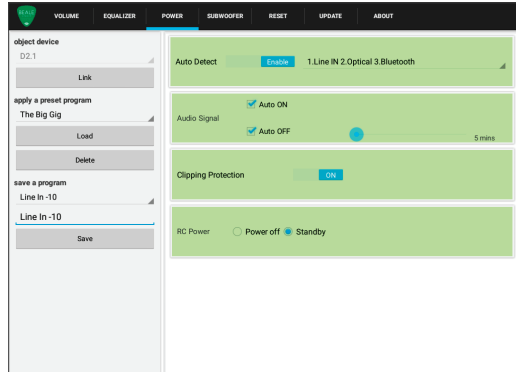 SCALE
VOLUME
EQUALIZER
POWER
SUBWOOFER
RESET
UPDATE
ABOUT
object device
D2.1
Link
apply a preset program
The Big Gig
Load
Delete
save a program
Line In -10
Line In -10
Save
Auto Detect Enable 1.Line IN 2.Optical 3.Bluetooth
Audio Signal
Auto ON
Auto OFF
5 mins
Clipping Protection ON
RC Power Power off Standby